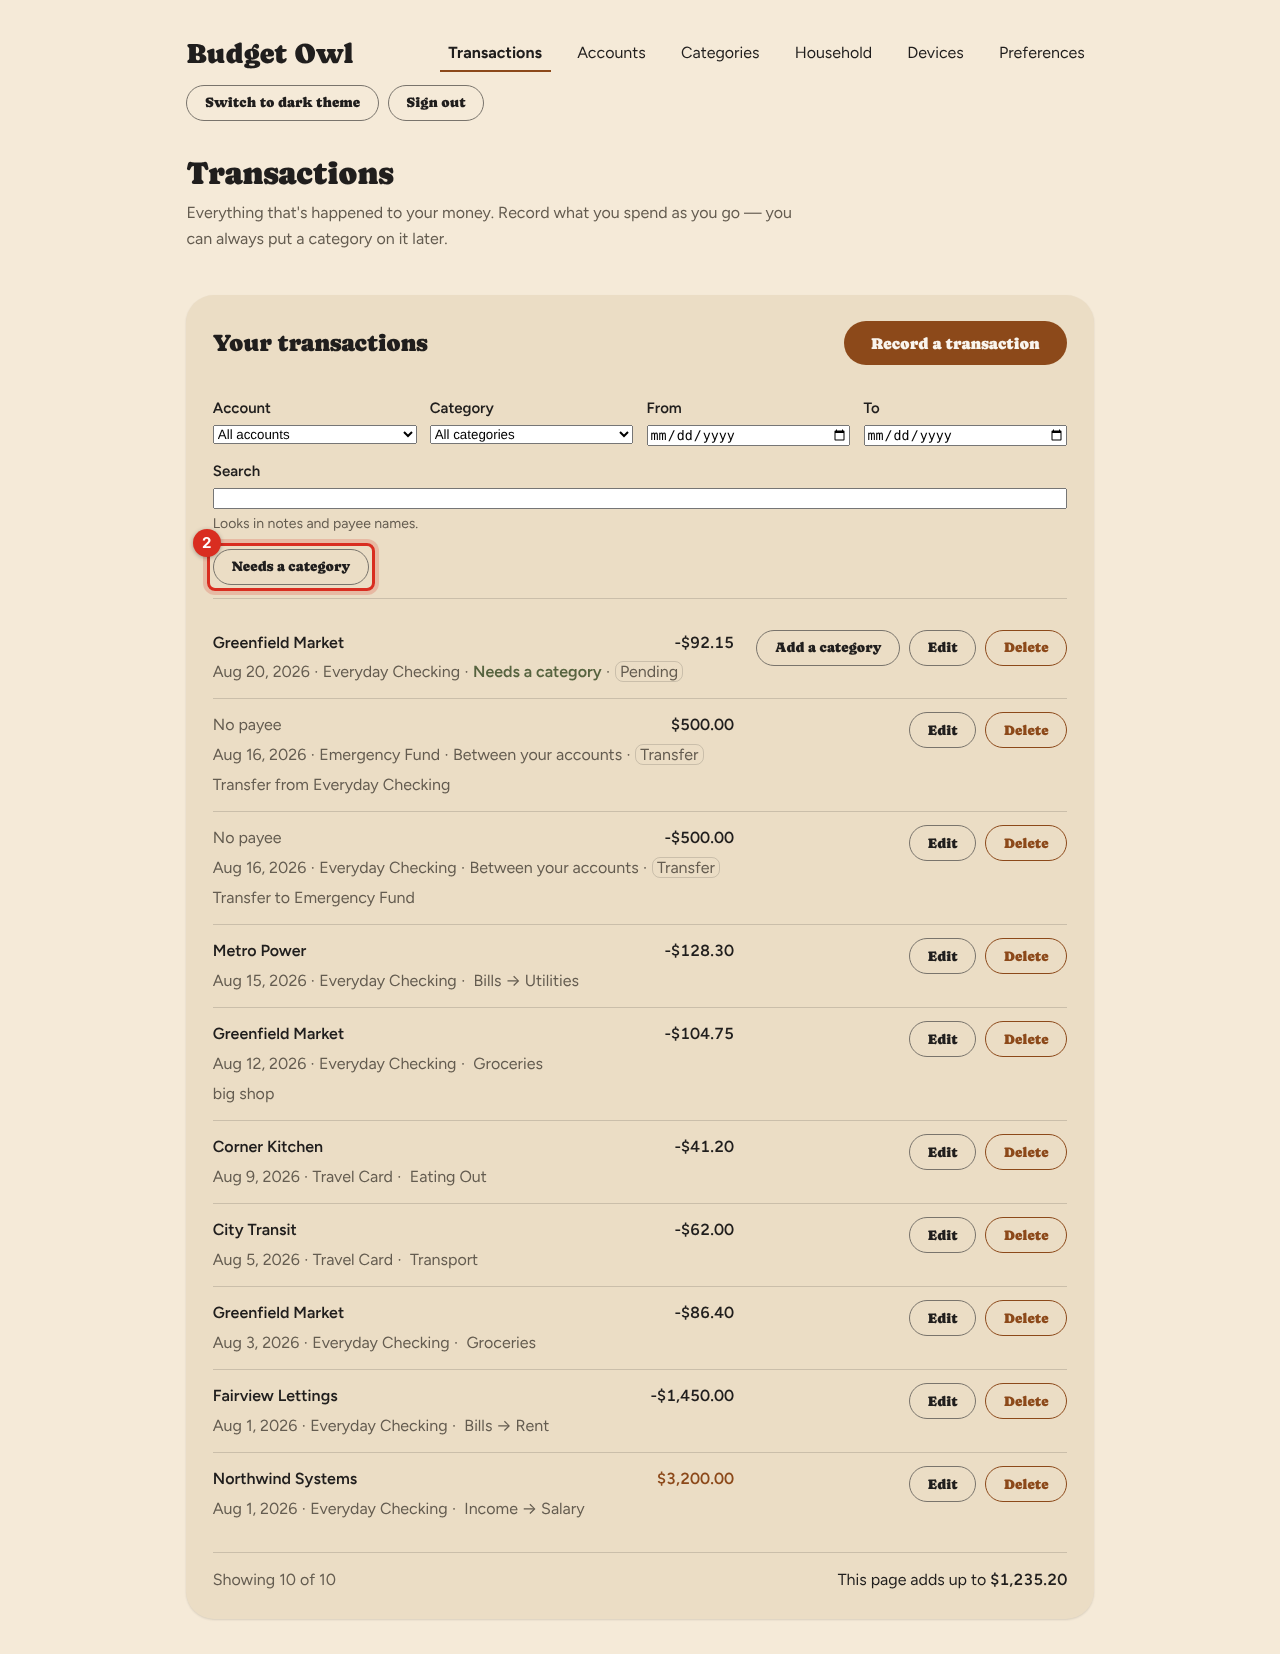 Budget Owl
Transactions Accounts Categories Household Devices Preferences
Switch to dark theme Sign out
Transactions
Everything that's happened to your money. Record what you spend as you go — you
can always put a category on it later.
Your transactions Record a transaction
Account Category From To
All accounts All categories mm/dd/yyyy mm/dd/yyyy
Search
Looks in notes and payee names.
2
Needs a category
Greenfield Market -$92.15 Add a category Edit Delete
Aug 20, 2026 · Everyday Checking · Needs a category · Pending
No payee $500.00 Edit Delete
Aug 16, 2026 · Emergency Fund · Between your accounts · Transfer
Transfer from Everyday Checking
No payee -$500.00 Edit Delete
Aug 16, 2026 · Everyday Checking · Between your accounts · Transfer
Transfer to Emergency Fund
Metro Power -$128.30 Edit Delete
Aug 15, 2026 · Everyday Checking · Bills → Utilities
Greenfield Market -$104.75 Edit Delete
Aug 12, 2026 · Everyday Checking · Groceries
big shop
Corner Kitchen -$41.20 Edit Delete
Aug 9, 2026 · Travel Card · Eating Out
City Transit -$62.00 Edit Delete
Aug 5, 2026 · Travel Card · Transport
Greenfield Market -$86.40 Edit Delete
Aug 3, 2026 · Everyday Checking · Groceries
Fairview Lettings -$1,450.00 Edit Delete
Aug 1, 2026 · Everyday Checking · Bills → Rent
Northwind Systems $3,200.00 Edit Delete
Aug 1, 2026 · Everyday Checking · Income → Salary
Showing 10 of 10 This page adds up to $1,235.20